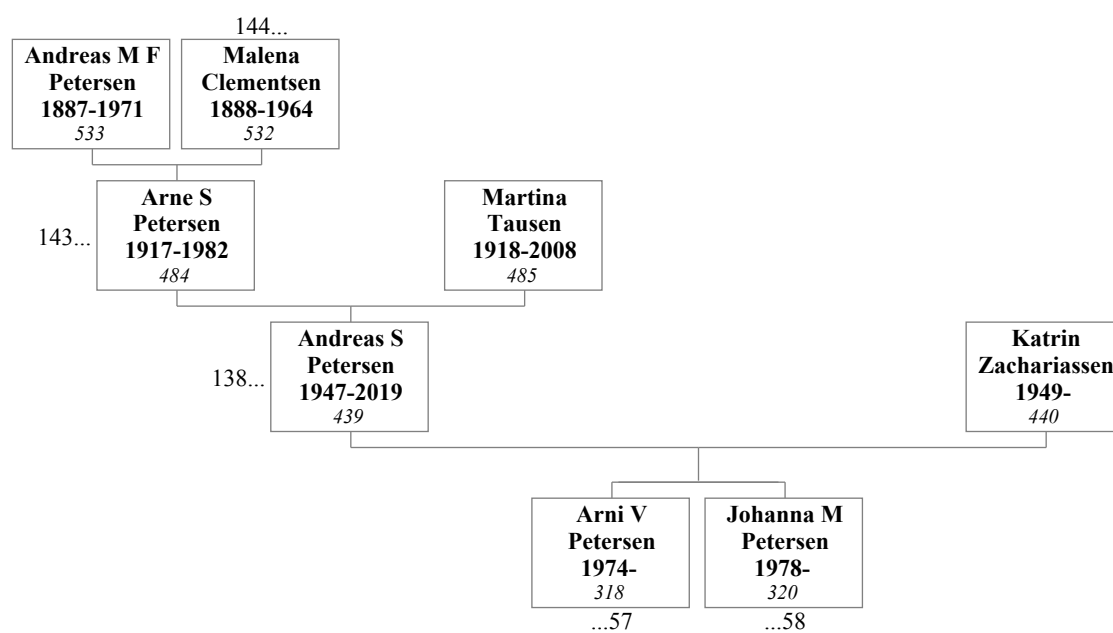 144...
Andreas M F
Petersen
1887-1971
533
Malena
Clementsen
1888-1964
532
143...
Arne S
Petersen
1917-1982
484
Martina
Tausen
1918-2008
485
138...
Andreas S
Petersen
1947-2019
439
Katrin
Zachariassen
1949-
440
Arni V
Petersen
1974-
318
...57
Johanna M
Petersen
1978-
320
...58